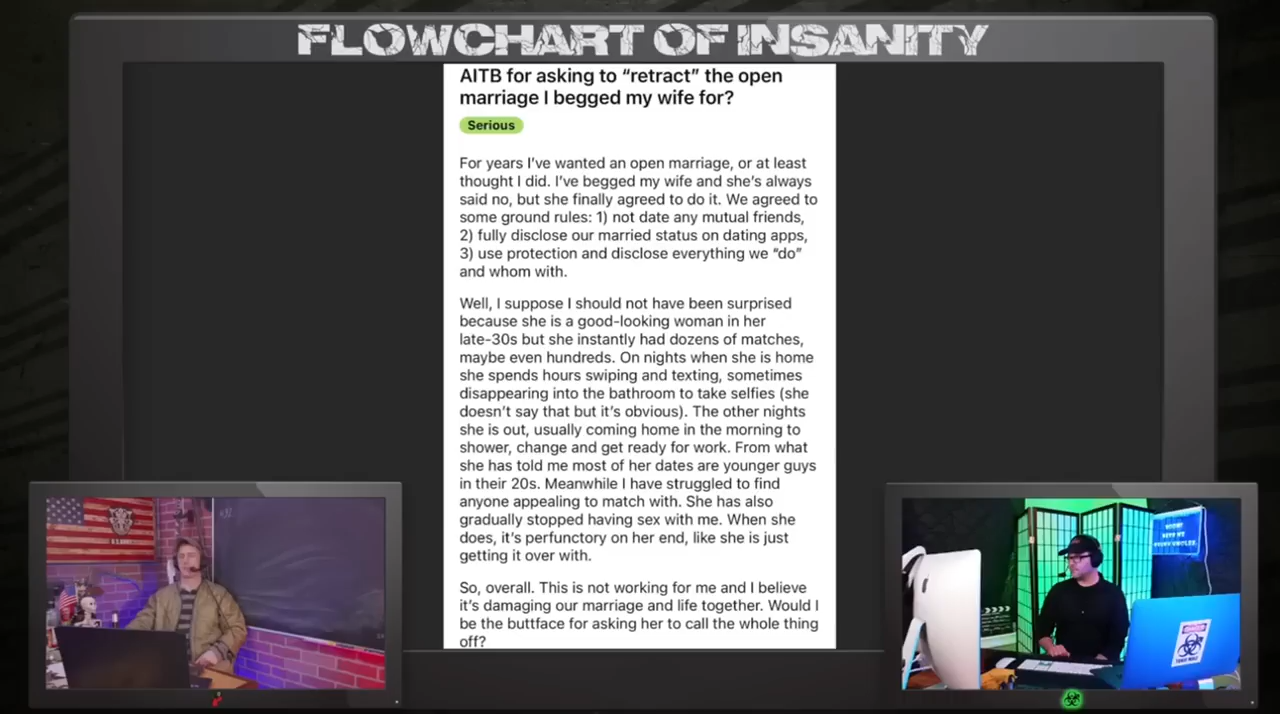 FLOWCHART OF INSANITY
AITB for asking to “retract” the open
marriage I begged my wife for?
Serious
For years I’ve wanted an open marriage, or at least
thought I did. I’ve begged my wife and she’s always
said no, but she finally agreed to do it. We agreed to
some ground rules: 1) not date any mutual friends,
2) fully disclose our married status on dating apps,
3) use protection and disclose everything we “do”
and whom with.
Well, I suppose I should not have been surprised
because she is a good-looking woman in her
late-30s but she instantly had dozens of matches,
maybe even hundreds. On nights when she is home
she spends hours swiping and texting, sometimes
disappearing into the bathroom to take selfies (she
doesn’t say that but it’s obvious). The other nights
she is out, usually coming home in the morning to
shower, change and get ready for work. From what
she has told me most of her dates are younger guys
in their 20s. Meanwhile I have struggled to find
anyone appealing to match with. She has also
gradually stopped having sex with me. When she
does, it’s perfunctory on her end, like she is just
getting it over with.
So, overall. This is not working for me and I believe
it’s damaging our marriage and life together. Would I
be the buttface for asking her to call the whole thing
off?